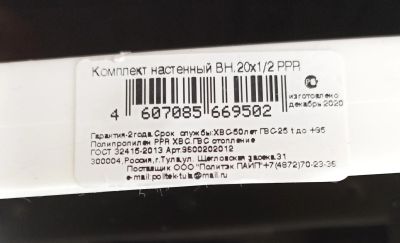 Комплект настенный ВН.20x1/2 PPR
изготовлено
декабрь 2020
4 607085 669502
Гарантия-2года.Срок службы:ХВС-50лет ГВС-25 t до +95
Полипропилен PPR ХВС.ГВС отопление
ГОСТ 32415-2013 Арт.9600202012
300004,Россия,г.Тула,ул. Щегловская засека,31
Поставщик ООО "Политэк ПАЙП"+7(4872)70-23-36
e-mail:politek-tula@mail.ru